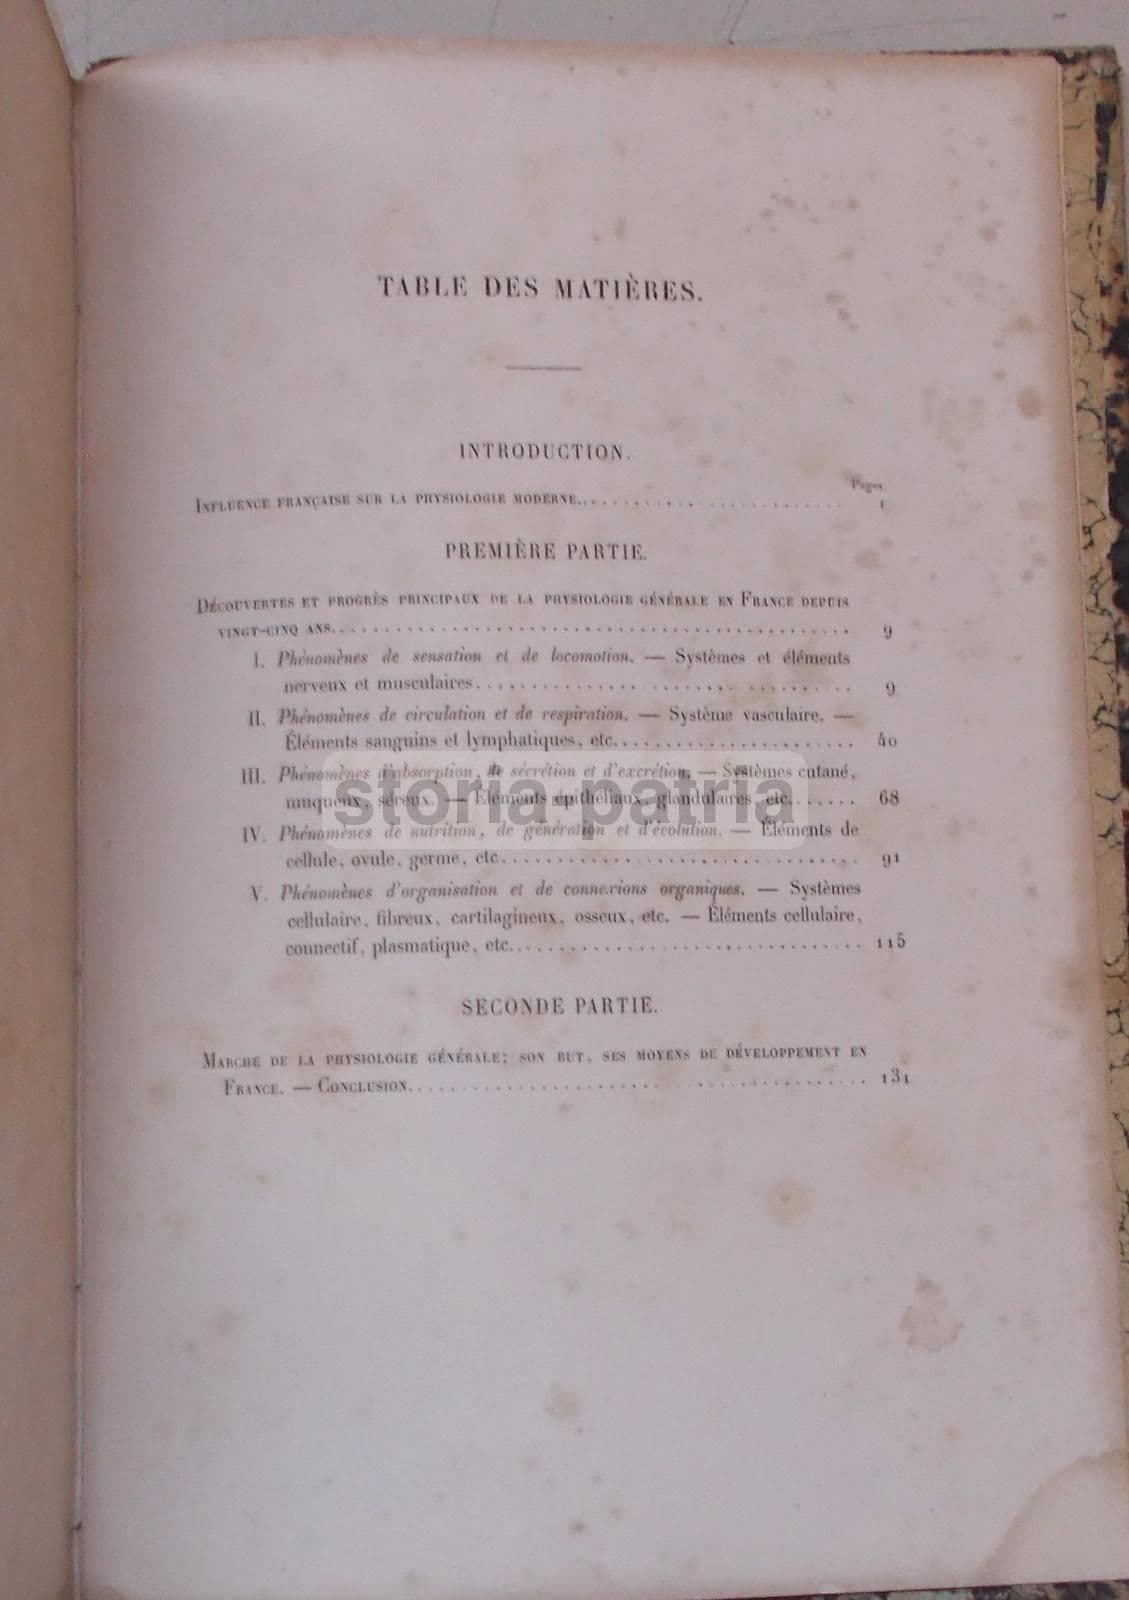 TABLE DES MATIÈRES.
INTRODUCTION.
Pages
INFLUENCE FRANÇAISE SUR LA PHYSIOLOGIE MODERNE. 1
PREMIÈRE PARTIE.
DÉCOUVERTES ET PROGRÈS PRINCIPAUX DE LA PHYSIOLOGIE GÉNÉRALE EN FRANCE DEPUIS
VINGT-CINQ ANS. 9
I. Phénomènes de sensation et de locomotion. — Systèmes et éléments
nerveux et musculaires. 9
II. Phénomènes de circulation et de respiration. — Système vasculaire. —
Éléments sanguins et lymphatiques, etc. 40
III. Phénomènes d'absorption, de sécrétion et d'excrétion. — Systèmes cutané,
muqueux, séreux. — Éléments épithéliaux, glandulaires, etc. 68
storia patria
IV. Phénomènes de nutrition, de génération et d'évolution. — Éléments de
cellule, ovule, germe, etc. 91
V. Phénomènes d'organisation et de connexions organiques. — Systèmes
cellulaire, fibreux, cartilagineux, osseux, etc. — Éléments cellulaire,
connectif, plasmatique, etc. 115
SECONDE PARTIE.
MARCHE DE LA PHYSIOLOGIE GÉNÉRALE; SON BUT, SES MOYENS DE DÉVELOPPEMENT EN
FRANCE. — CONCLUSION. 131